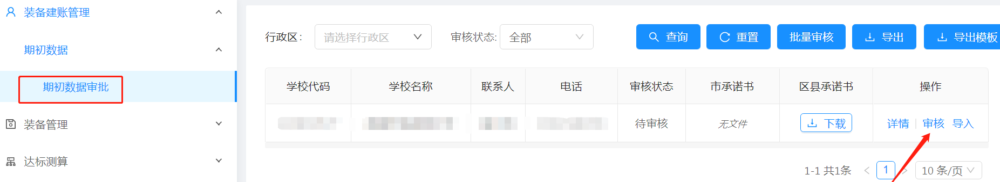 装备建账管理
期初数据
期初数据审批
装备管理
达标测算
行政区： 请选择行政区 审核状态: 全部 查询 重置 批量审核 导出 导出模板
学校代码 学校名称 联系人 电话 审核状态 市承诺书 区县承诺书 操作
待审核 无文件 下载 详情 审核 导入
1-1 共1条 1 10 条/页